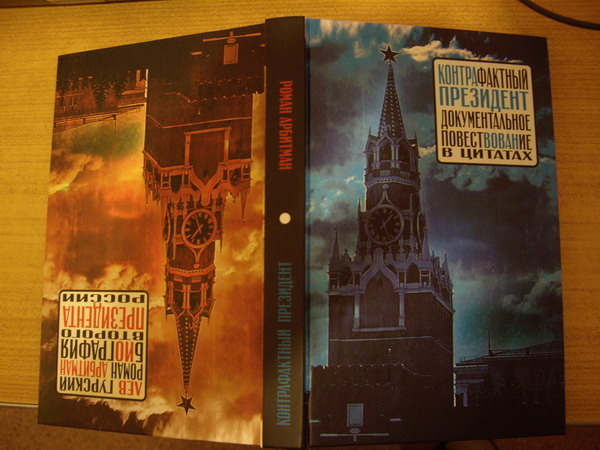 КОНТРАФАКТНЫЙ
ПРЕЗИДЕНТ
ДОКУМЕНТАЛЬНОЕ
ПОВЕСТВОВАНИЕ
В ЦИТАТАХ
РОМАН АРБИТМАН
КОНТРАФАКТНЫЙ ПРЕЗИДЕНТ
ЛЕВ ГУРСКИЙ
РОМАН АРБИТМАН
БИОГРАФИЯ
ВТОРОГО
ПРЕЗИДЕНТА
РОССИИ